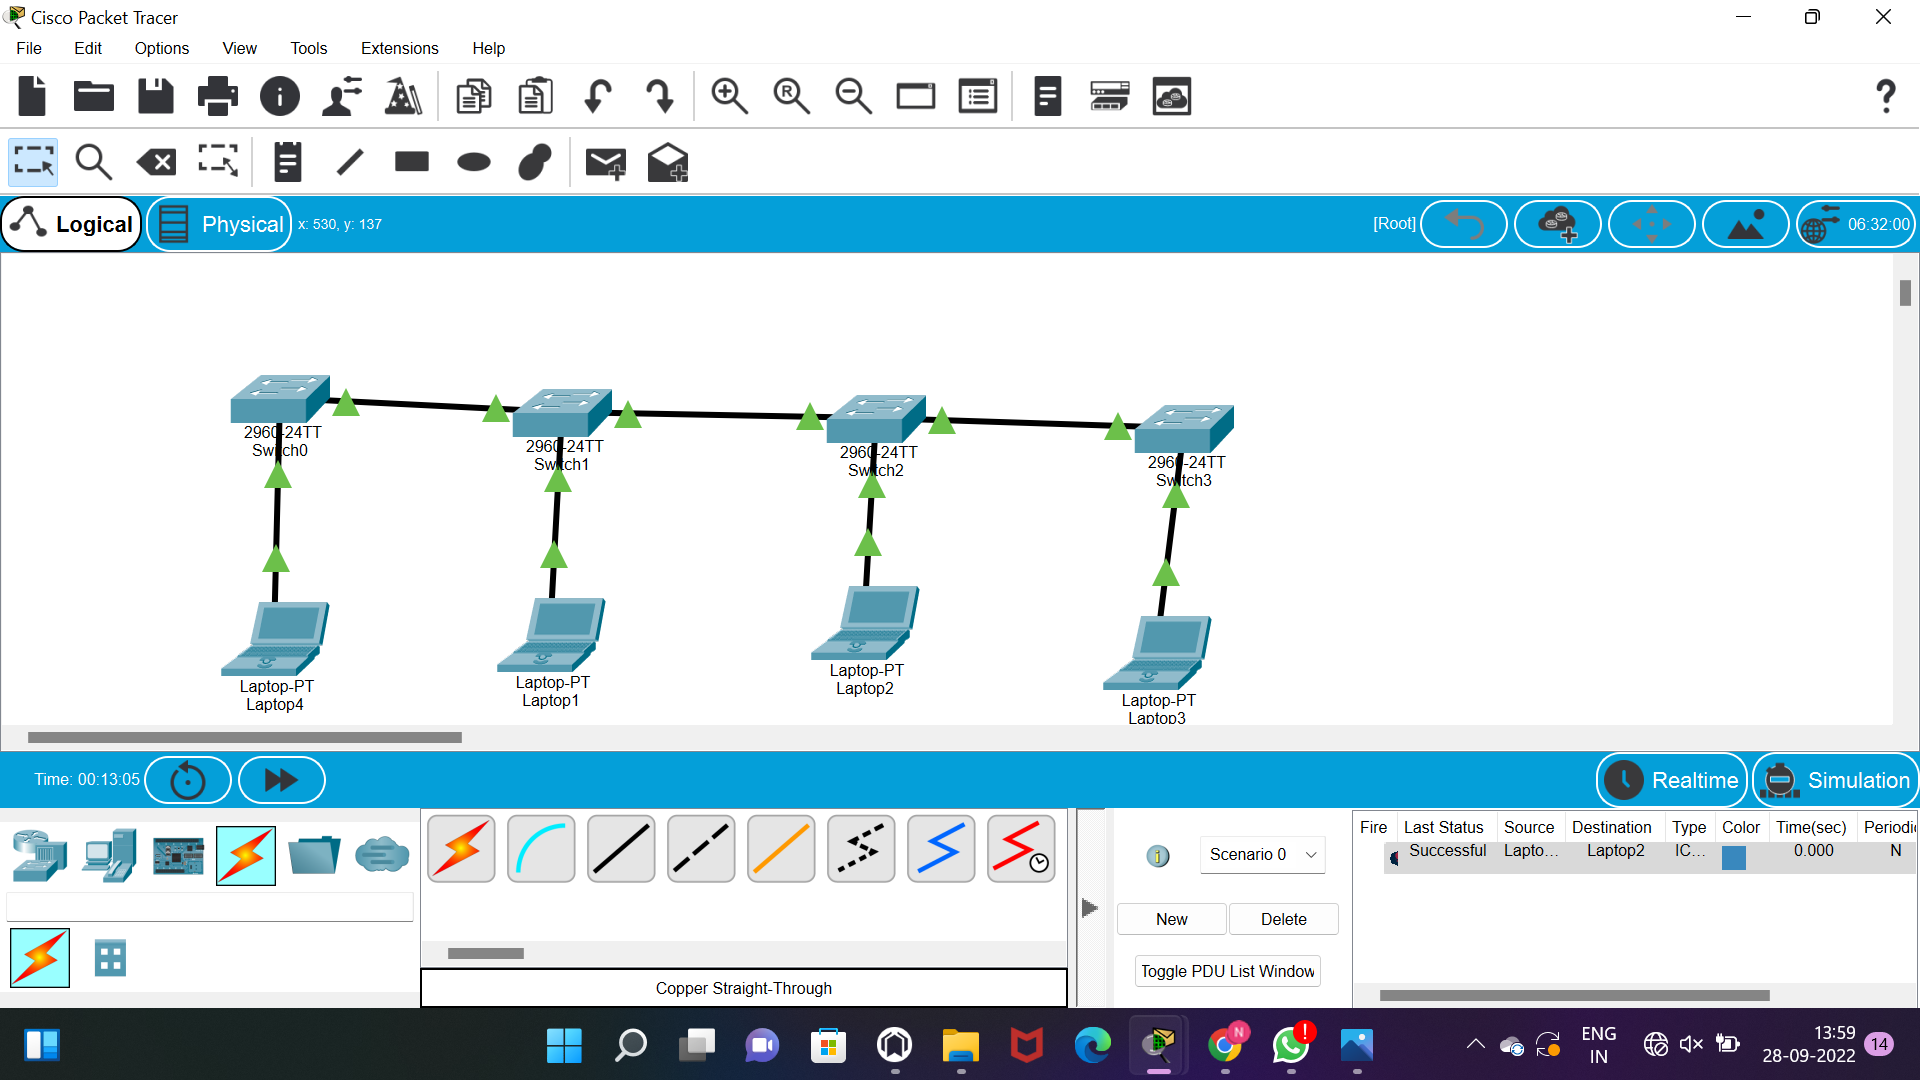 Cisco Packet Tracer
File Edit Options View Tools Extensions Help
R
?
Logical
Physical
x: 530, y: 137
[Root]
06:32:00
2960-24TT
Switch0
2960-24TT
Switch1
2960-24TT
Switch2
2960-24TT
Switch3
Laptop-PT
Laptop4
Laptop-PT
Laptop1
Laptop-PT
Laptop2
Laptop-PT
Laptop3
Time: 00:13:05
Realtime
Simulation
Scenario 0
New
Delete
Toggle PDU List Window
Fire Last Status Source Destination Type Color Time(sec) Periodi
Successful Lapto... Laptop2 IC... 0.000 N
Copper Straight-Through
N
!
ENG
IN
13:59
28-09-2022
14